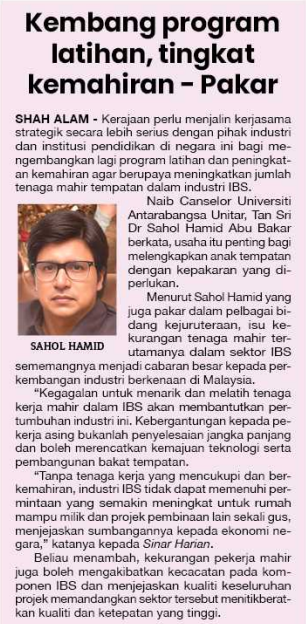 Kembang program
latihan, tingkat
kemahiran - Pakar
SHAH ALAM - Kerajaan perlu menjalin kerjasama
strategik secara lebih serius dengan pihak industri
dan institusi pendidikan di negara ini bagi me-
ngembangkan lagi program latihan dan peningkat-
an kemahiran agar berupaya meningkatkan jumlah
tenaga mahir tempatan dalam industri IBS.
Naib Canselor Universiti
Antarabangsa Unitar, Tan Sri
Dr Sahol Hamid Abu Bakar
berkata, usaha itu penting bagi
melengkapkan anak tempatan
dengan kepakaran yang di-
perlukan.
Menurut Sahol Hamid yang
juga pakar dalam pelbagai bi-
dang kejuruteraan, isu ke-
kurangan tenaga mahir ter-
utamanya dalam sektor IBS
SAHOL HAMID
sememangnya menjadi cabaran besar kepada per-
kembangan industri berkenaan di Malaysia.
“Kegagalan untuk menarik dan melatih tenaga
kerja mahir dalam IBS akan membantutkan per-
tumbuhan industri ini. Kebergantungan kepada pe-
kerja asing bukanlah penyelesaian jangka panjang
dan boleh merencatkan kemajuan teknologi serta
pembangunan bakat tempatan.
“Tanpa tenaga kerja yang mencukupi dan ber-
kemahiran, industri IBS tidak dapat memenuhi per-
mintaan yang semakin meningkat untuk rumah
mampu milik dan projek pembinaan lain sekali gus,
menjejaskan sumbangannya kepada ekonomi ne-
gara,” katanya kepada Sinar Harian.
Beliau menambah, kekurangan pekerja mahir
juga boleh mengakibatkan kecacatan pada kom-
ponen IBS dan menjejaskan kualiti keseluruhan
projek memandangkan sektor tersebut menitikberat-
kan kualiti dan ketepatan yang tinggi.